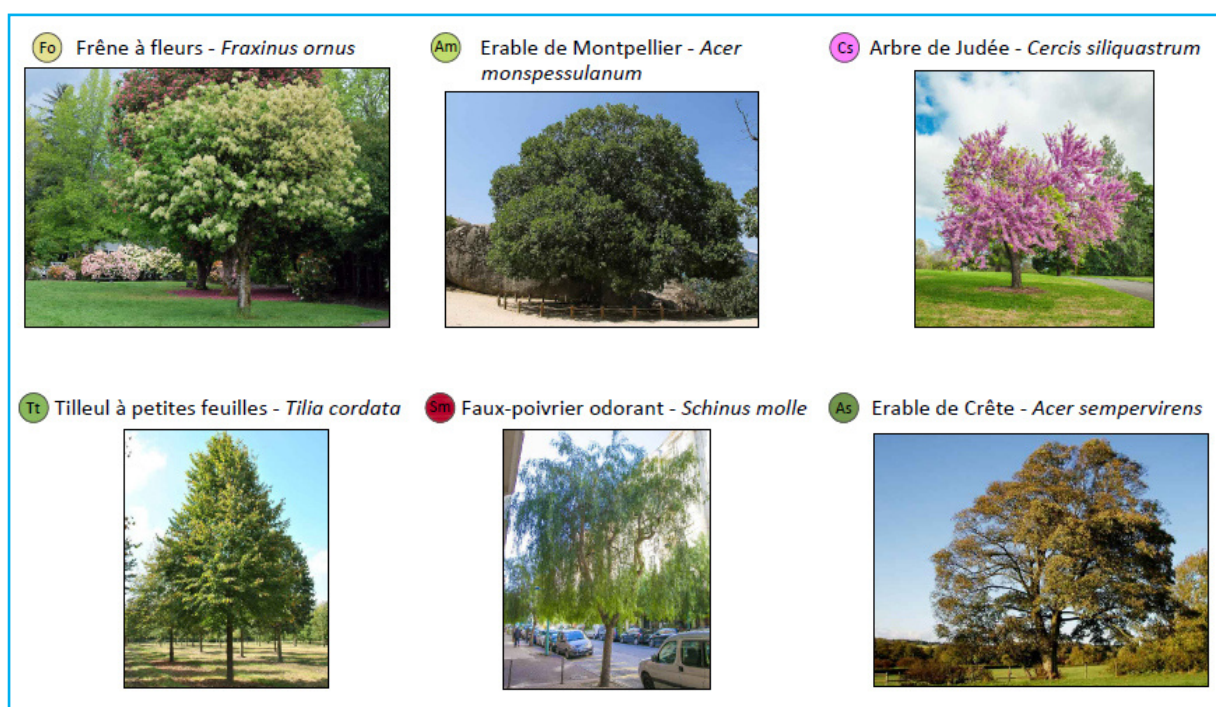 Fo Frêne à fleurs - Fraxinus ornus
Am Erable de Montpellier - Acer
monspessulanum
Cs Arbre de Judée - Cercis siliquastrum
Tt Tilleul à petites feuilles - Tilia cordata
Sm Faux-poivrier odorant - Schinus molle
As Erable de Crête - Acer sempervirens